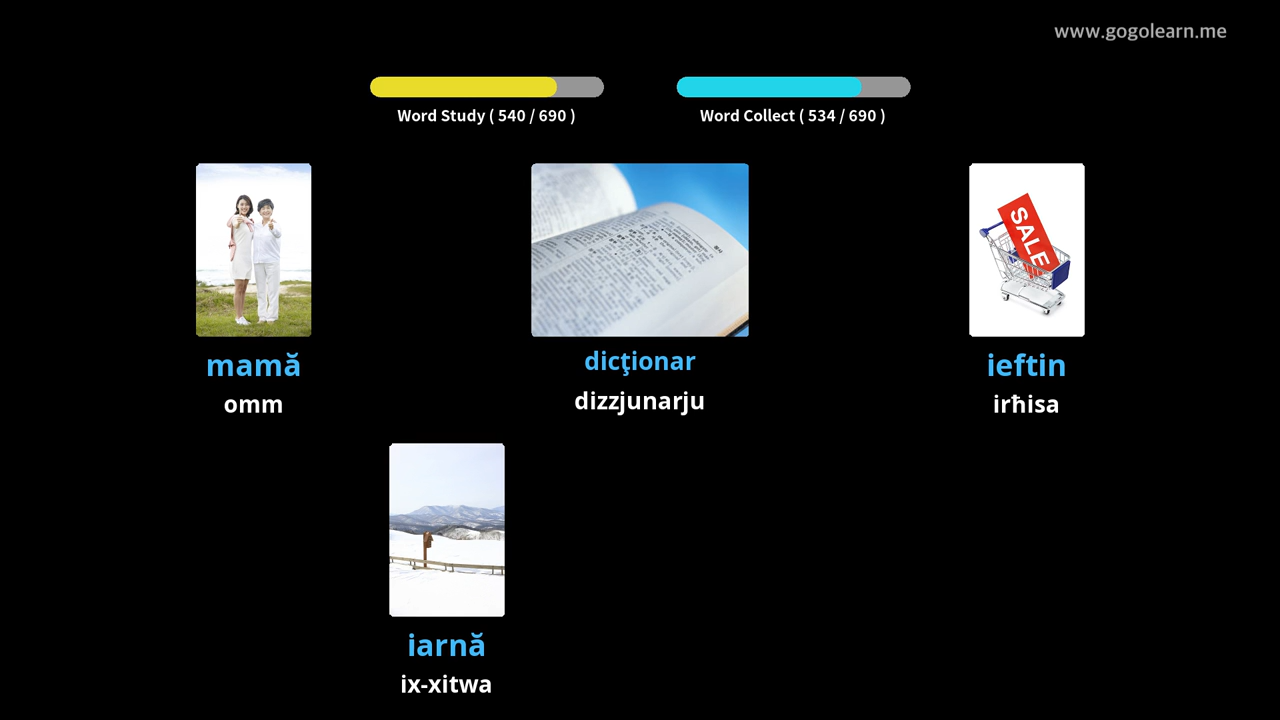 www.gogolearn.me
Word Study ( 540 / 690 )
Word Collect ( 534 / 690 )
SALE
mamă
dicţionar
ieftin
omm
dizzjunarju
irħisa
iarnă
ix-xitwa